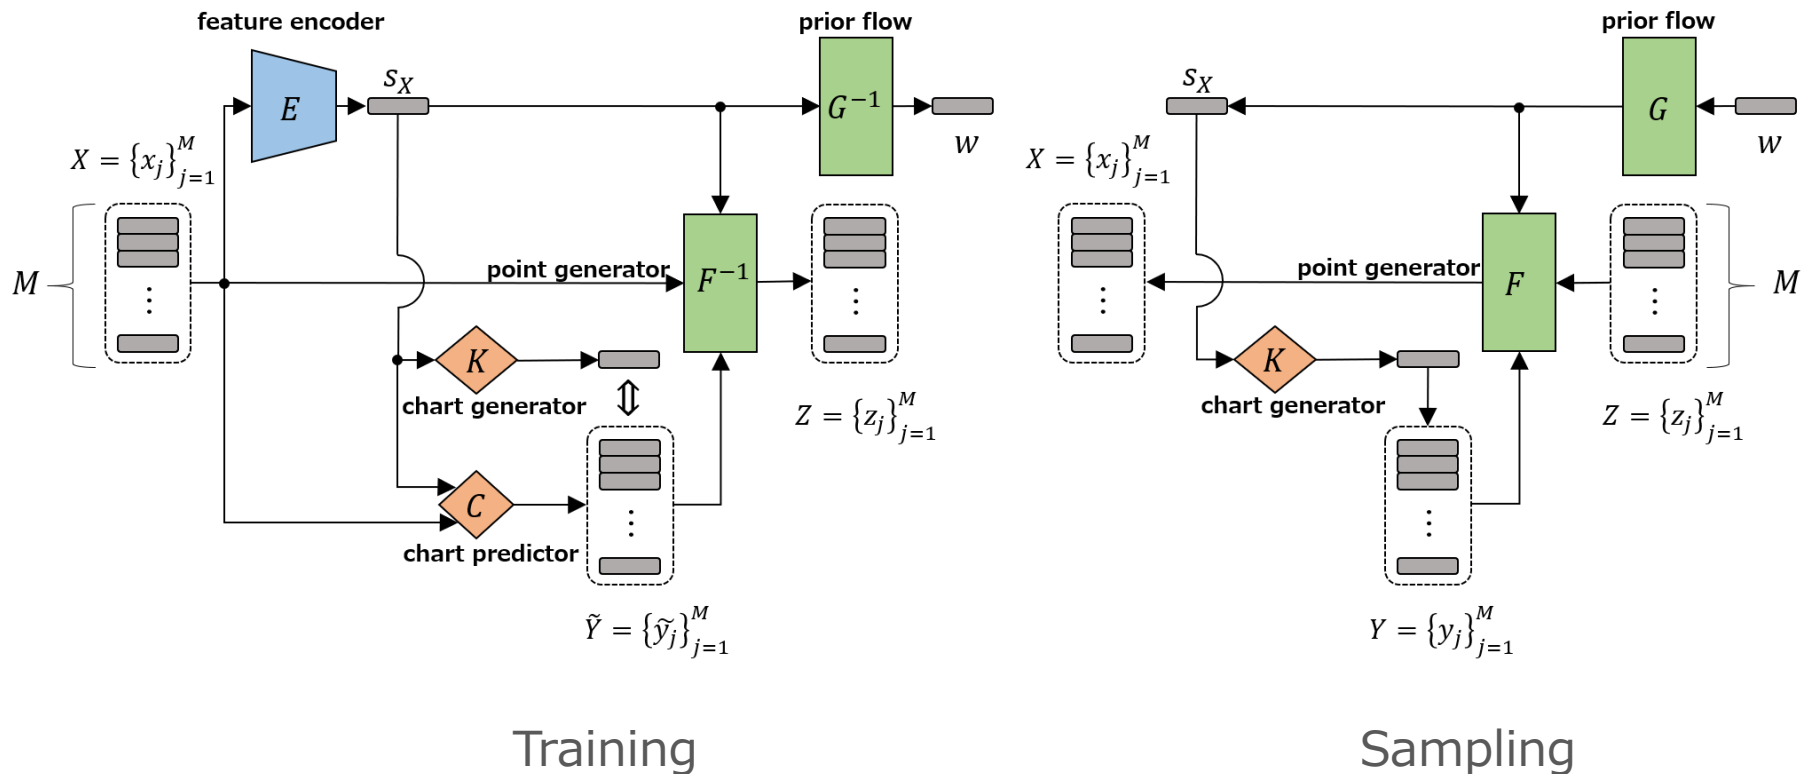 feature encoder
prior flow
E
s_X
G^{-1}
w
X = {x_j}_{j=1}^M
M
point generator
F^{-1}
K
chart generator
Z = {z_j}_{j=1}^M
C
chart predictor
Ỹ = {ỹ_j}_{j=1}^M
Training
prior flow
s_X
G
w
X = {x_j}_{j=1}^M
point generator
F
M
K
chart generator
Z = {z_j}_{j=1}^M
Y = {y_j}_{j=1}^M
Sampling